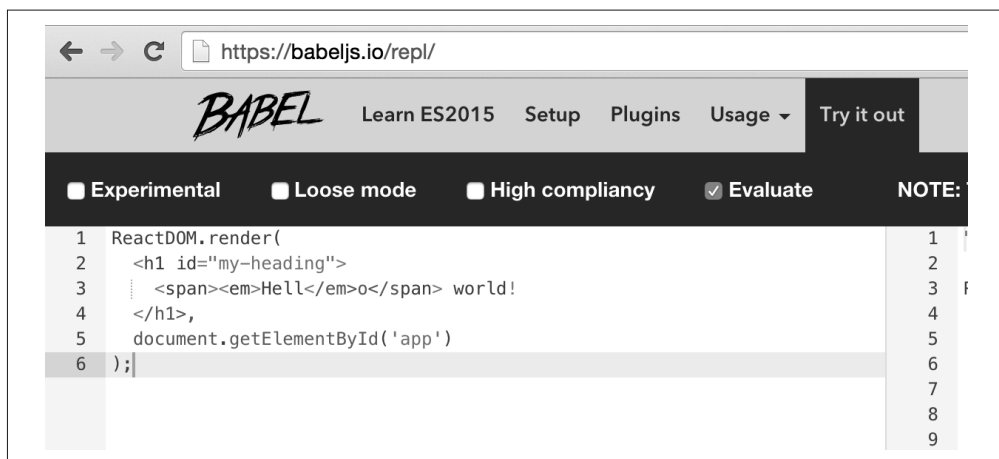 https://babeljs.io/repl/
BABEL Learn ES2015 Setup Plugins Usage Try it out
Experimental Loose mode High compliancy Evaluate NOTE:
1 ReactDOM.render(
2 <h1 id="my-heading">
3 <span><em>Hell</em>o</span> world!
4 </h1>,
5 document.getElementById('app')
6 );
1 '
2
3
4
5
6
7
8
9